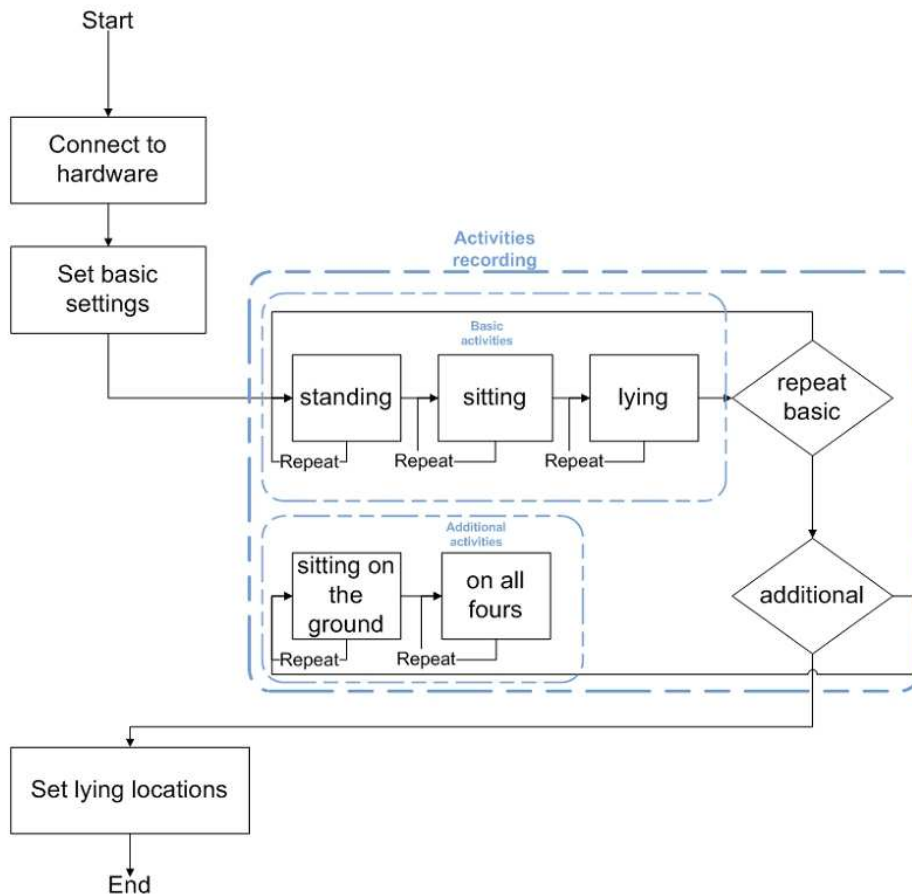 Start
Connect to
hardware
Set basic
settings
Activities
recording
Basic
activities
standing
sitting
lying
repeat
basic
Repeat
Repeat
Repeat
Additional
activities
sitting on
the
ground
on all
fours
additional
Repeat
Repeat
Set lying locations
End